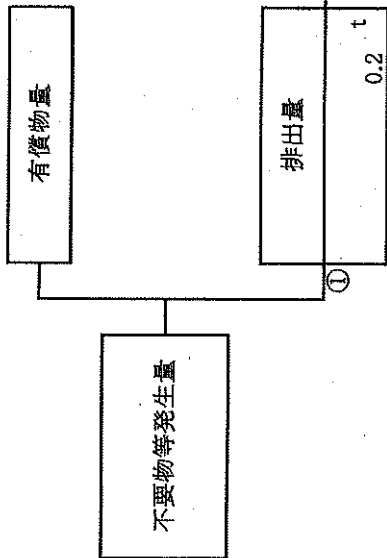 有償物量
不要物等発生量
排出量
①
0.2 t